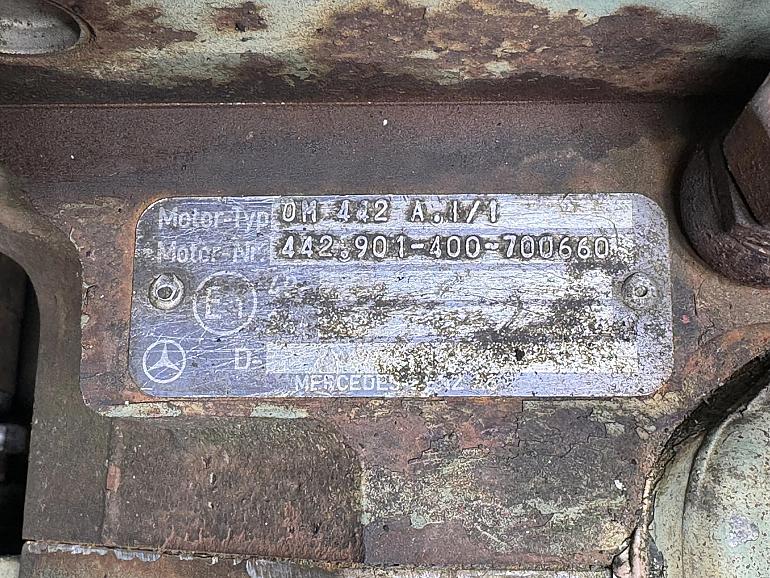 Motor-Typ OM 442 A.I/1
Motor-Nr. 442.901-400-700660
E1
D-
MERCEDES